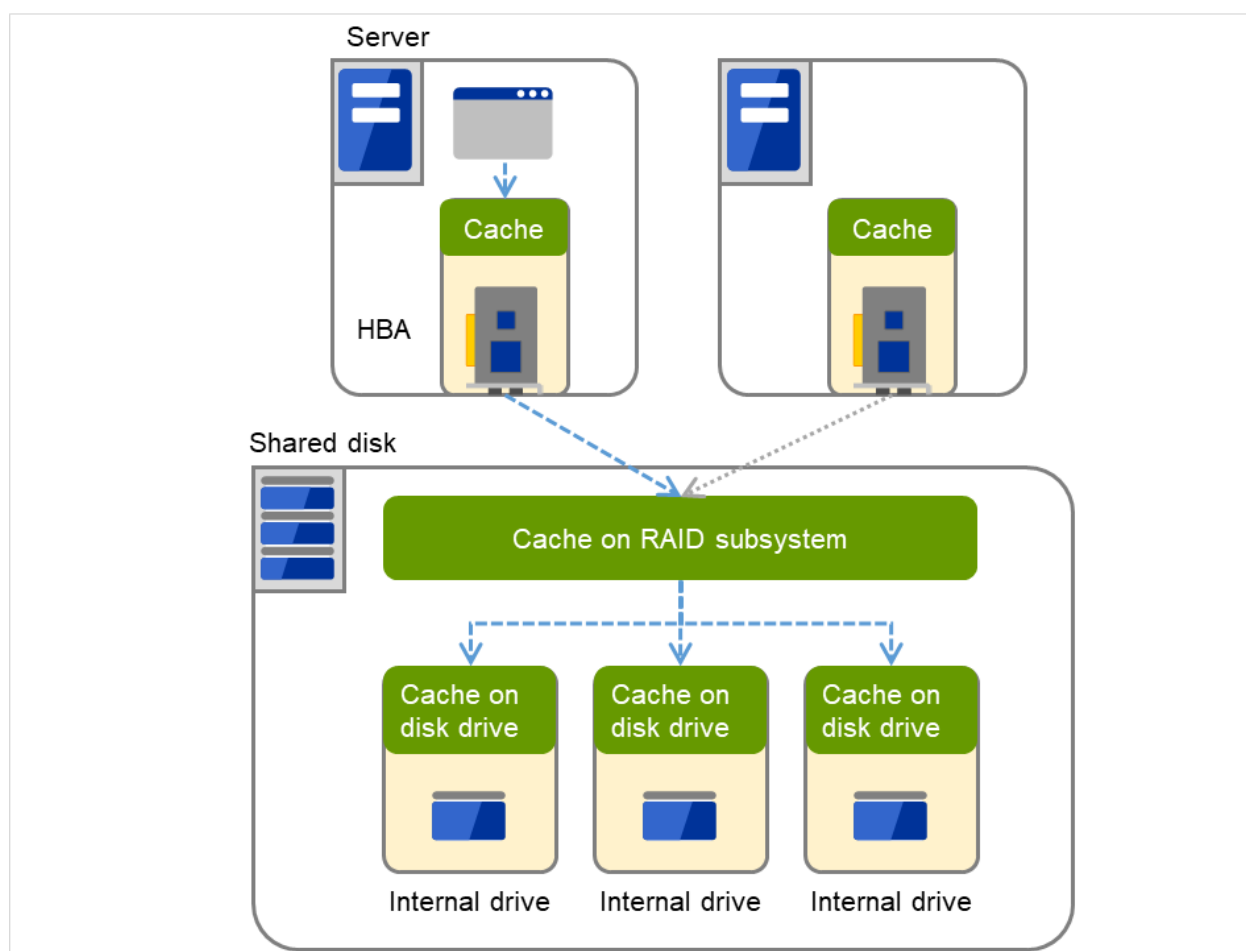 Server
Cache
Cache
HBA
Shared disk
Cache on RAID subsystem
Cache on
disk drive
Cache on
disk drive
Cache on
disk drive
Internal drive
Internal drive
Internal drive